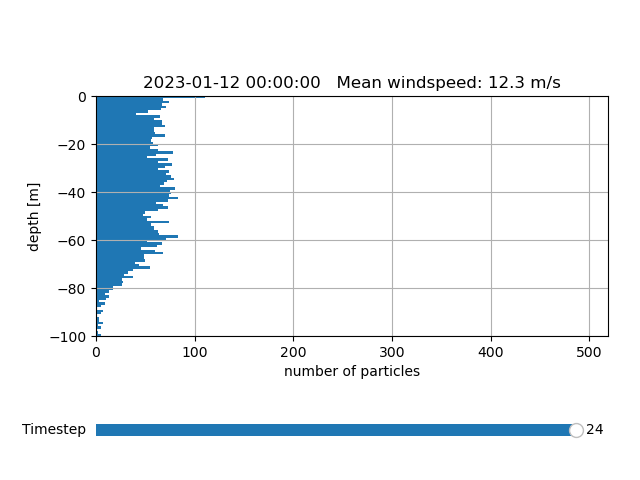 2023-01-12 00:00:00   Mean windspeed: 12.3 m/s
0
−20
−40
−60
−80
−100
depth [m]
0 100 200 300 400 500
number of particles
Timestep 24